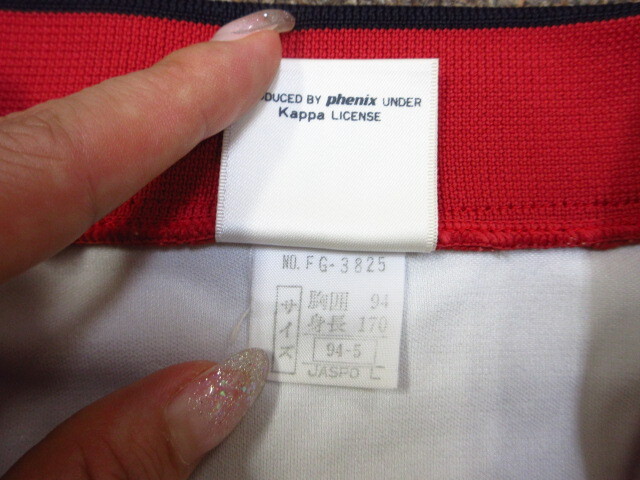 DUCED BY phenix UNDER
Kappa LICENSE
NO. FG-3825
サイズ
胸囲 94
身長 170
94-5
JASPO L